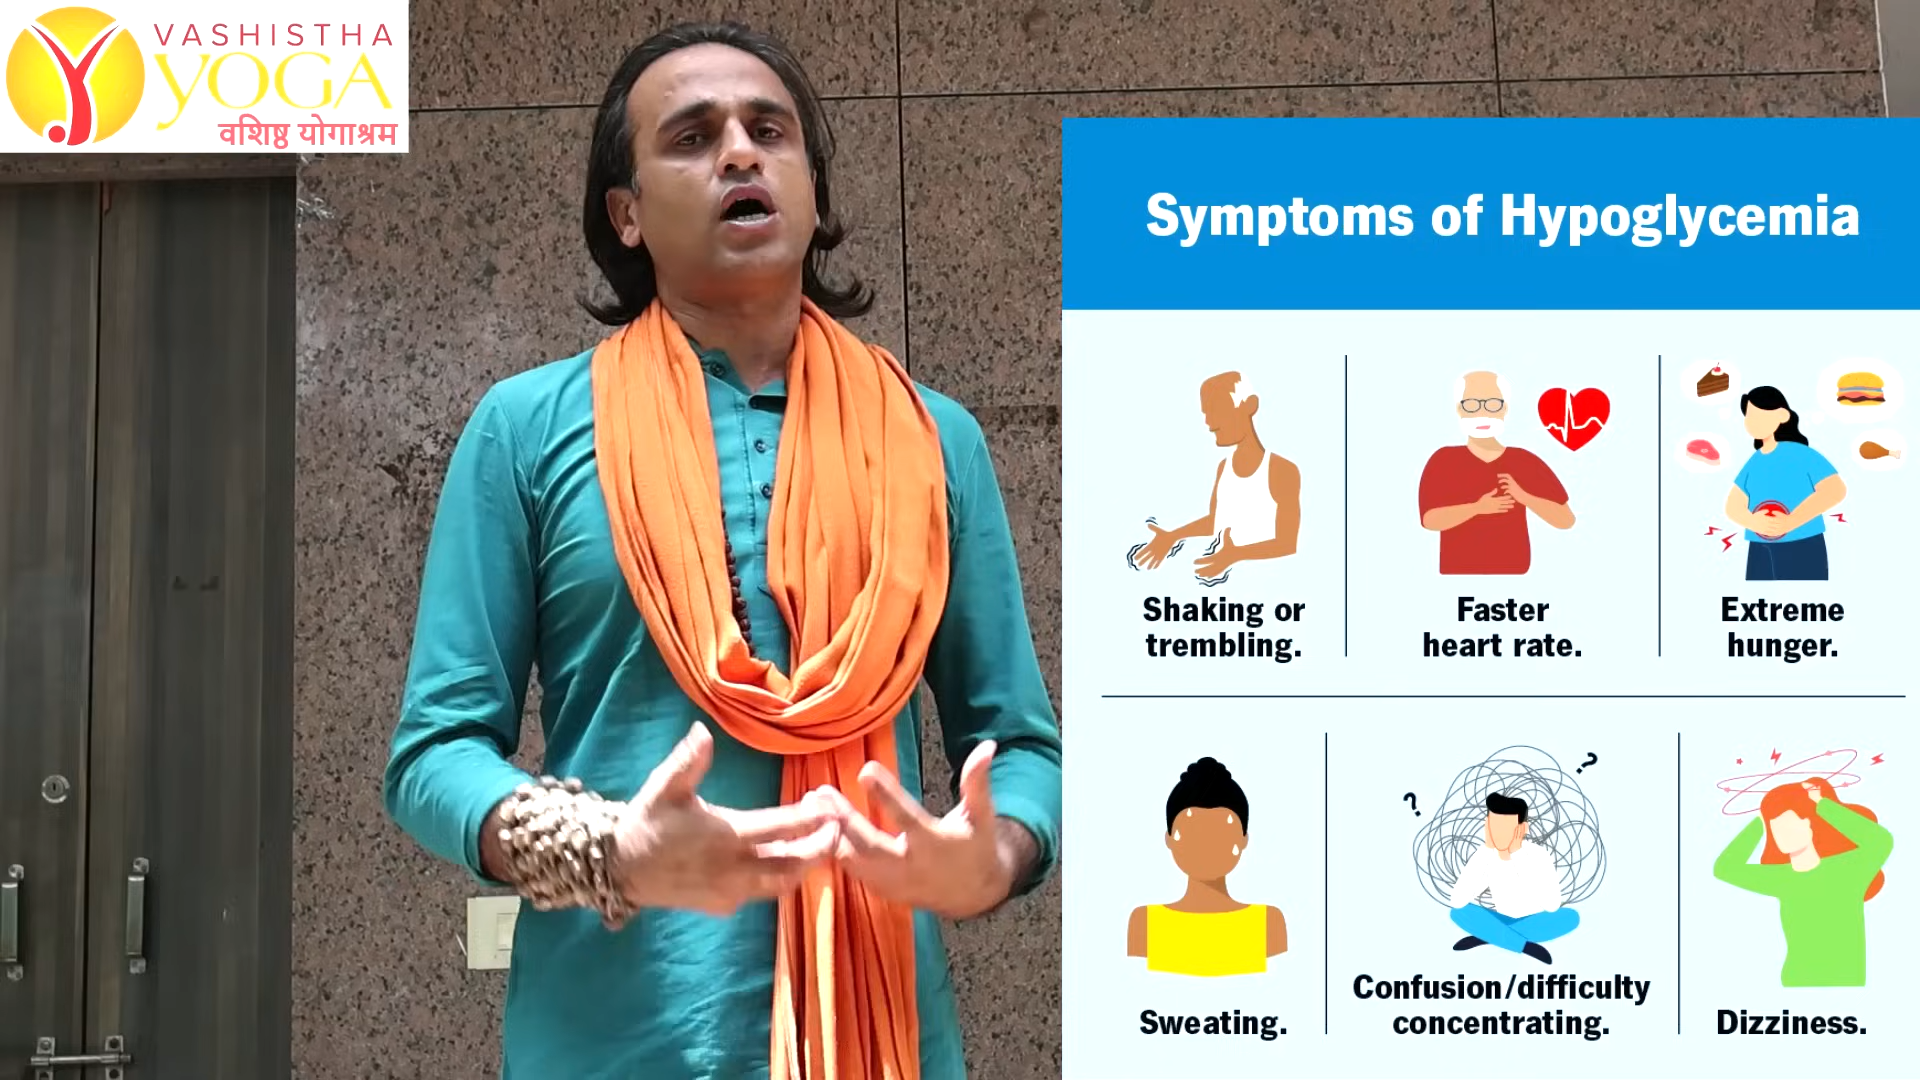 VASHISTHA
YOGA
वशिष्ठ योगाश्रम
Symptoms of Hypoglycemia
Shaking or
trembling.
Faster
heart rate.
Extreme
hunger.
Sweating.
Confusion/difficulty
concentrating.
Dizziness.
? 
?